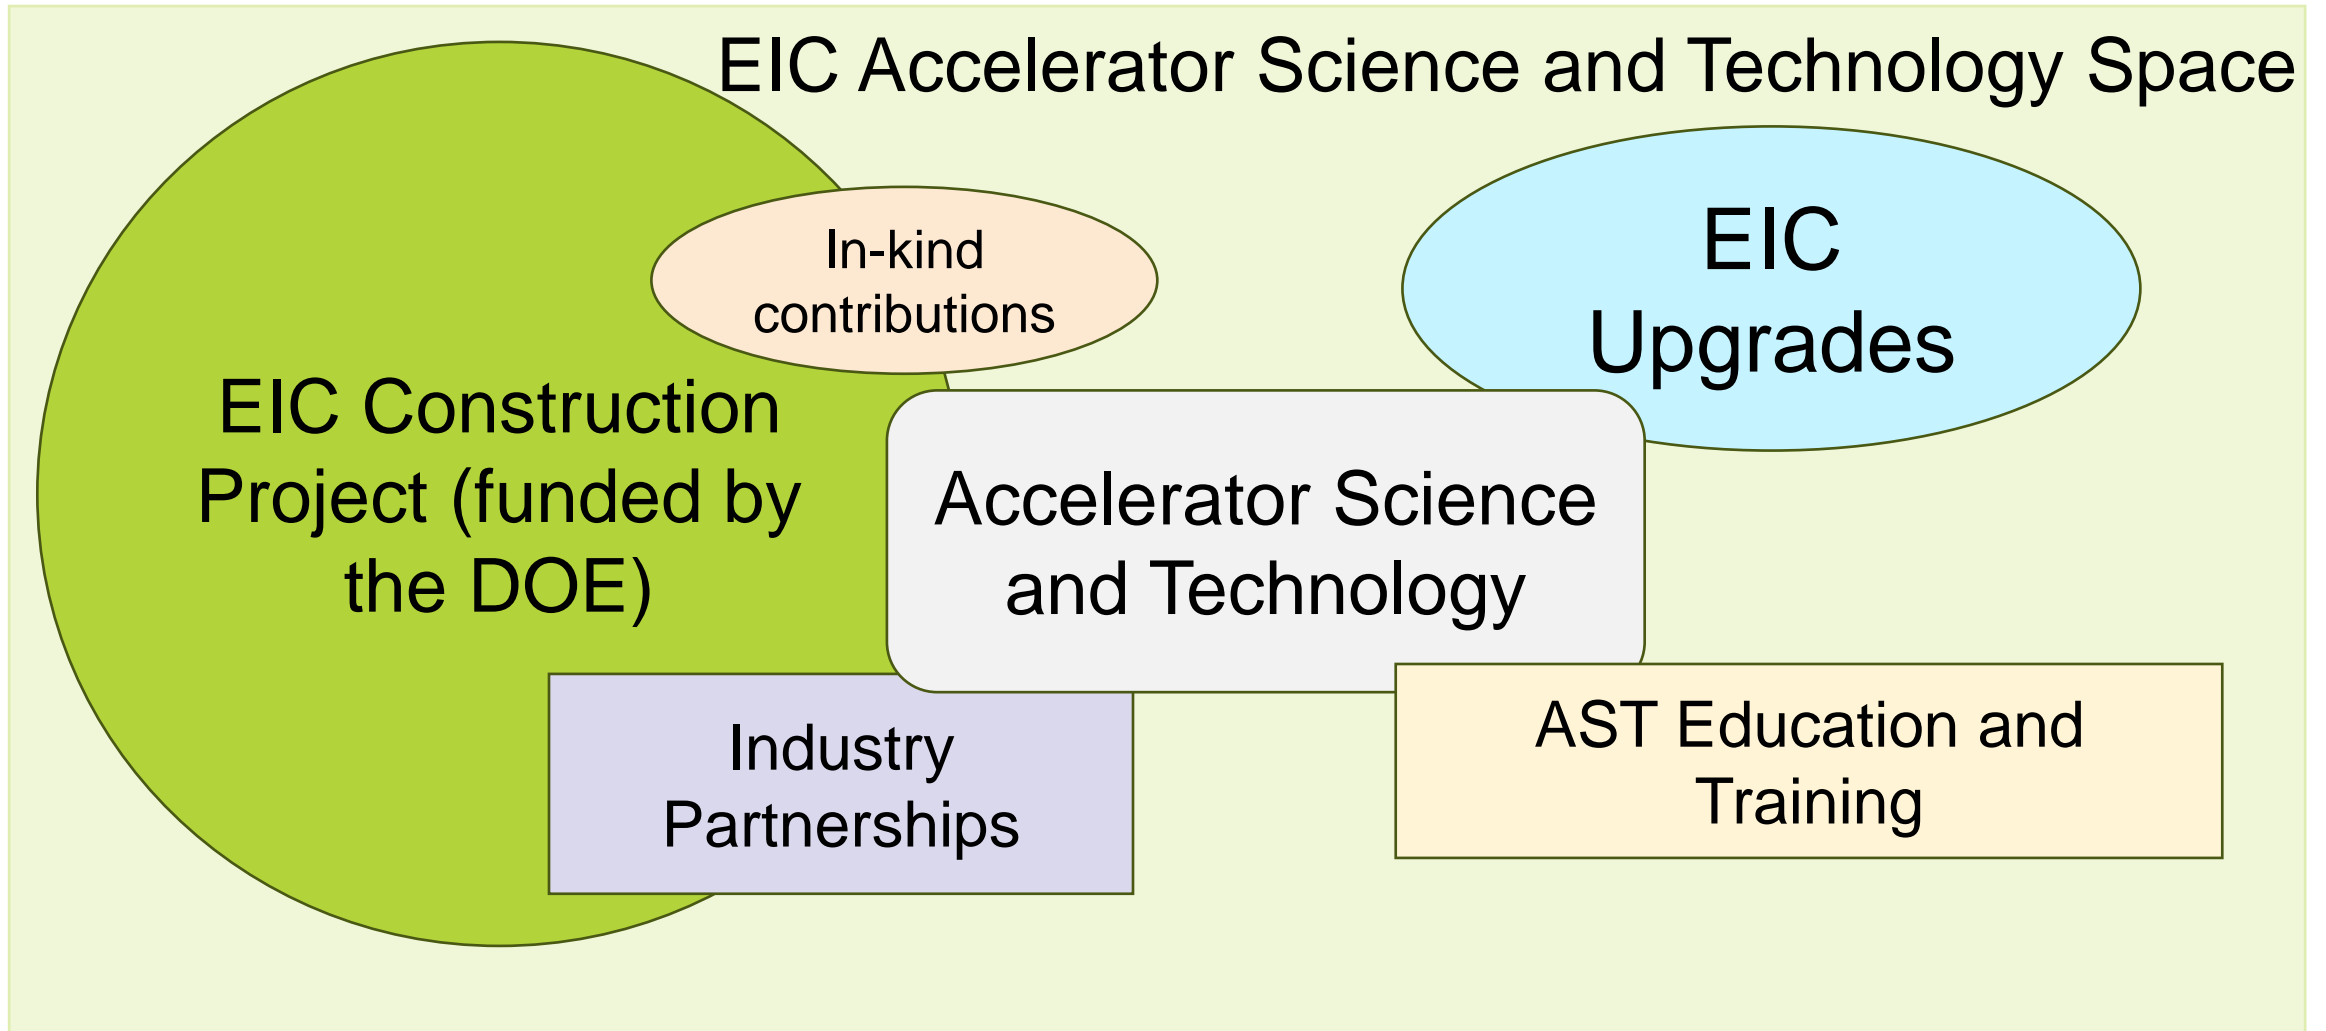 EIC Accelerator Science and Technology Space
In-kind
contributions
EIC
Upgrades
EIC Construction
Project (funded by
the DOE)
Accelerator Science
and Technology
Industry
Partnerships
AST Education and
Training